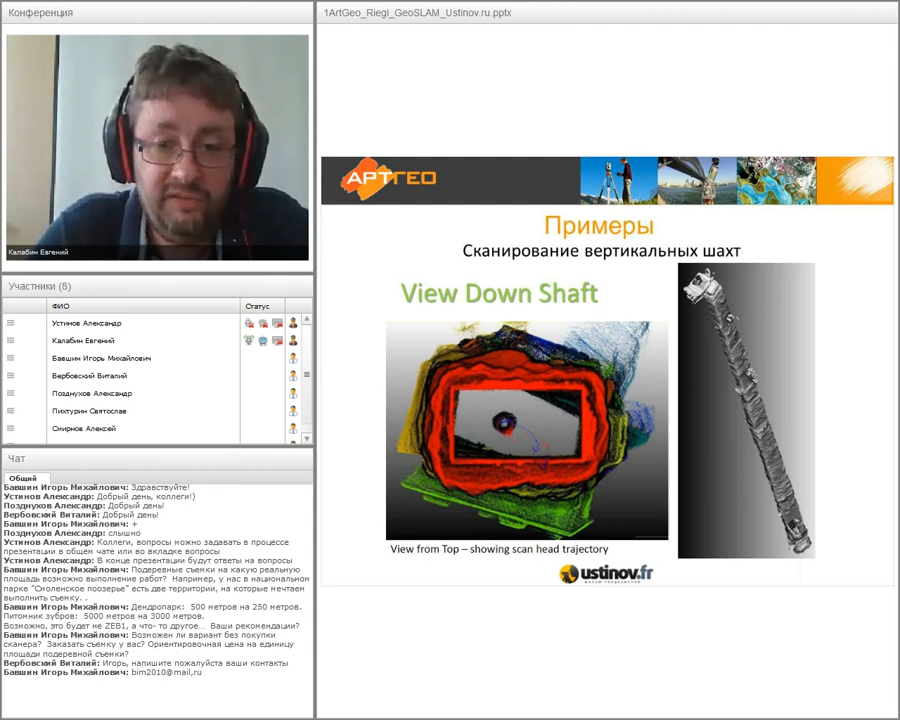 Конференция
Калабин Евгений
Участники (8)
ФИО
Статус
Устинов Александр
Калабин Евгений
Бавшин Игорь Михайлович
Вербовский Виталий
Позднухов Александр
Пихтурин Святослав
Смирнов Алексей
Чат
Общий
Бавшин Игорь Михайлович: Здравствуйте!
Устинов Александр: Добрый день, коллеги!)
Позднухов Александр: Добрый день!
Вербовский Виталий: Добрый день!
Бавшин Игорь Михайлович: +
Позднухов Александр: слышно
Устинов Александр: Коллеги, вопросы можно задавать в процессе
презентации в общем чате или во вкладке вопросы
Устинов Александр: В конце презентации будут ответы на вопросы
Бавшин Игорь Михайлович: Подеревные съемки на какую реальную
площадь возможно выполнение работ? Например, у нас в национальном
парке "Смоленское поозерье" есть две территории, на которые мечтаем
выполнить съемку. .
Бавшин Игорь Михайлович: Дендропарк: 500 метров на 250 метров.
Питомник зубров: 5000 метров на 3000 метров.
Возможно, это будет не ZEB1, а что- то другое... Ваши рекомендации?
Бавшин Игорь Михайлович: Возможен ли вариант без покупки
сканера? Заказать съемку у вас? Ориентировочная цена на единицу
площади подеревной съемки?
Вербовский Виталий: Игорь, напишите пожалуйста ваши контакты
Бавшин Игорь Михайлович: bim2010@mail,ru
1ArtGeo_Riegl_GeoSLAM_Ustinov.ru.pptx
АРТГЕО
Примеры
Сканирование вертикальных шахт
View Down Shaft
View from Top – showing scan head trajectory
ustinov.fr